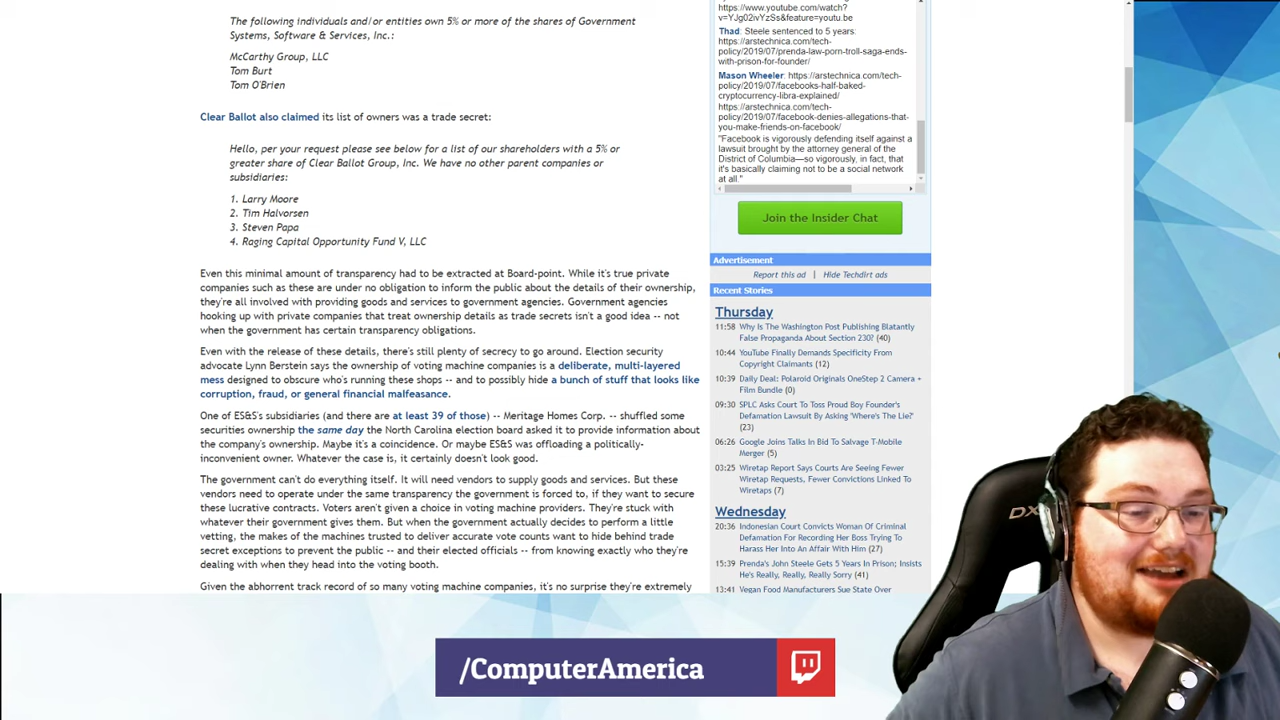 The following individuals and/or entities own 5% or more of the shares of Government
Systems, Software & Services, Inc.:
McCarthy Group, LLC
Tom Burt
Tom O'Brien
Clear Ballot also claimed its list of owners was a trade secret:
Hello, per your request please see below for a list of our shareholders with a 5% or
greater share of Clear Ballot Group, Inc. We have no other parent companies or
subsidiaries:
1. Larry Moore
2. Tim Halvorsen
3. Steven Papa
4. Raging Capital Opportunity Fund V, LLC
Even this minimal amount of transparency had to be extracted at Board-point. While it's true private
companies such as these are under no obligation to inform the public about the details of their ownership,
they're all involved with providing goods and services to government agencies. Government agencies
hooking up with private companies that treat ownership details as trade secrets isn't a good idea -- not
when the government has certain transparency obligations.
Even with the release of these details, there's still plenty of secrecy to go around. Election security
advocate Lynn Berstein says the ownership of voting machine companies is a deliberate, multi-layered
mess designed to obscure who's running these shops -- and to possibly hide a bunch of stuff that looks like
corruption, fraud, or general financial malfeasance.
One of ES&S's subsidiaries (and there are at least 39 of those) -- Meritage Homes Corp. -- shuffled some
securities ownership the same day the North Carolina election board asked it to provide information about
the company's ownership. Maybe it's a coincidence. Or maybe ES&S was offloading a politically-
inconvenient owner. Whatever the case is, it certainly doesn't look good.
The government can't do everything itself. It will need vendors to supply goods and services. But these
vendors need to operate under the same transparency the government is forced to, if they want to secure
these lucrative contracts. Voters aren't given a choice in voting machine providers. They're stuck with
whatever their government gives them. But when the government actually decides to perform a little
vetting, the makes of the machines trusted to deliver accurate vote counts want to hide behind trade
secret exceptions to prevent the public -- and their elected officials -- from knowing exactly who they're
dealing with when they head into the voting booth.
Given the abhorrent track record of so many voting machine companies, it's no surprise they're extremely
https://www.youtube.com/watch?
v=YJg02ivYzSs&feature=youtu.be
Thad: Steele sentenced to 5 years:
https://arstechnica.com/tech-
policy/2019/07/prenda-law-porn-troll-saga-ends-
with-prison-for-founder/
Mason Wheeler: https://arstechnica.com/tech-
policy/2019/07/facebooks-half-baked-
cryptocurrency-libra-explained/
https://arstechnica.com/tech-
policy/2019/07/facebook-denies-allegations-that-
you-make-friends-on-facebook/
"Facebook is vigorously defending itself against a
lawsuit brought by the attorney general of the
District of Columbia—so vigorously, in fact, that
it's basically claiming not to be a social network
at all."
Join the Insider Chat
Advertisement
Report this ad | Hide Techdirt ads
Recent Stories
Thursday
11:58 Why Is The Washington Post Publishing Blatantly
False Propaganda About Section 230? (40)
10:44 YouTube Finally Demands Specificity From
Copyright Claimants (12)
10:39 Daily Deal: Polaroid Originals OneStep 2 Camera +
Film Bundle (0)
09:30 SPLC Asks Court To Toss Proud Boy Founder's
Defamation Lawsuit By Asking 'Where's The Lie?'
(23)
06:26 Google Joins Talks In Bid To Salvage T-Mobile
Merger (5)
03:25 Wiretap Report Says Courts Are Seeing Fewer
Wiretap Requests, Fewer Convictions Linked To
Wiretaps (7)
Wednesday
20:36 Indonesian Court Convicts Woman Of Criminal
Defamation For Recording Her Boss Trying To
Harass Her Into An Affair With Him (27)
15:39 Prenda's John Steele Gets 5 Years In Prison; Insists
He's Really, Really, Really Sorry (41)
13:41 Vegan Food Manufacturers Sue State Over
DX
/ComputerAmerica